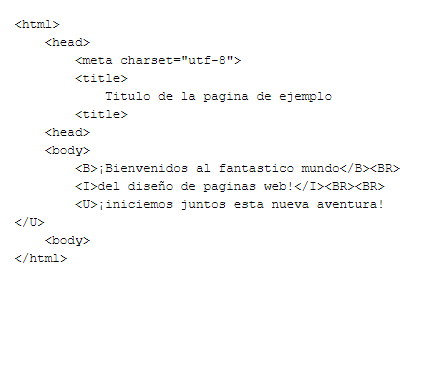 <html>
<head>
<meta charset="utf-8">
<title>
Titulo de la pagina de ejemplo
<title>
<head>
<body>
<B>¡Bienvenidos al fantastico mundo</B><BR>
<I>del diseño de paginas web!</I><BR><BR>
<U>¡iniciemos juntos esta nueva aventura!
</U>
<body>
</html>